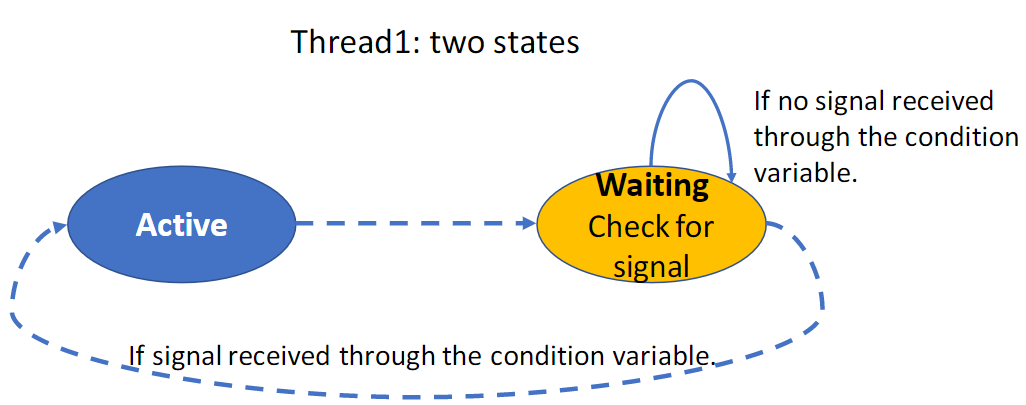 Thread1: two states
If no signal received
through the condition
variable.
Active
Waiting
Check for
signal
If signal received through the condition variable.